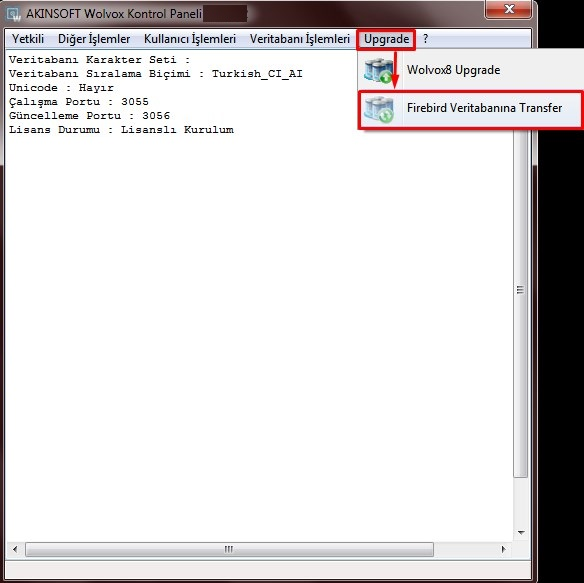 AKINSOFT Wolvox Kontrol Paneli
Yetkili Diğer İşlemler Kullanıcı İşlemleri Veritabanı İşlemleri Upgrade ?
Wolvox8 Upgrade
Firebird Veritabanına Transfer
Veritabanı Karakter Seti :
Veritabanı Sıralama Biçimi : Turkish_CI_AI
Unicode : Hayır
Çalışma Portu : 3055
Güncelleme Portu : 3056
Lisans Durumu : Lisanslı Kurulum